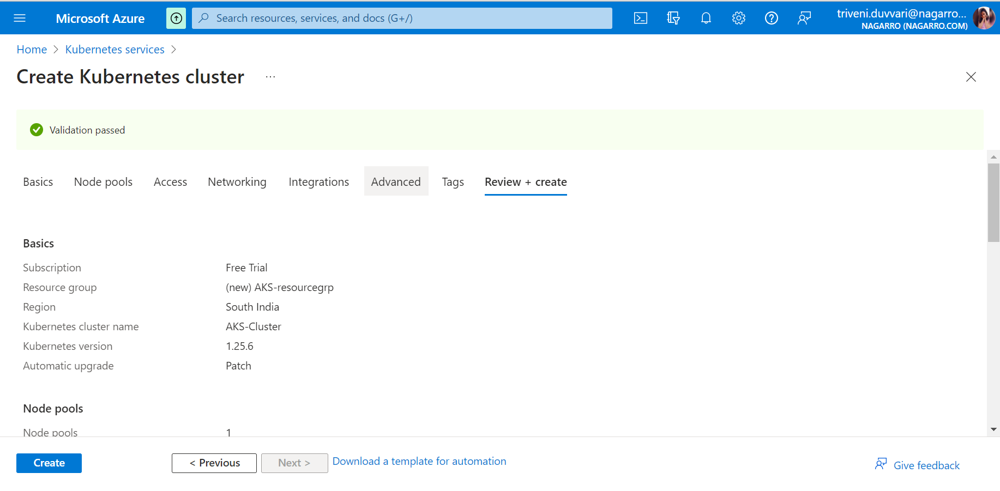 Microsoft Azure
Search resources, services, and docs (G+/)
triveni.duvvari@nagarro...
NAGARRO (NAGARRO.COM)
Home > Kubernetes services >
Create Kubernetes cluster ...
Validation passed
Basics Node pools Access Networking Integrations Advanced Tags Review + create
Basics
Subscription Free Trial
Resource group (new) AKS-resourcegrp
Region South India
Kubernetes cluster name AKS-Cluster
Kubernetes version 1.25.6
Automatic upgrade Patch
Node pools
Node pools 1
Create < Previous Next > Download a template for automation Give feedback